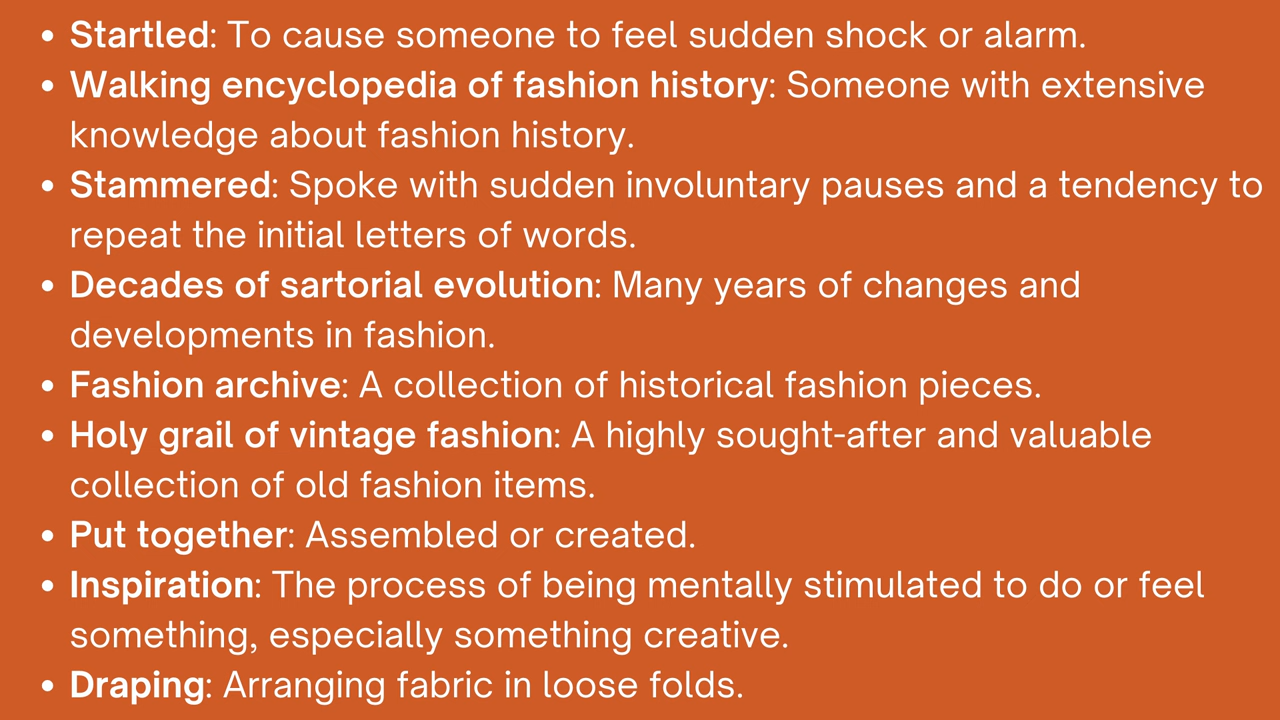 • Startled: To cause someone to feel sudden shock or alarm.
• Walking encyclopedia of fashion history: Someone with extensive
knowledge about fashion history.
• Stammered: Spoke with sudden involuntary pauses and a tendency to
repeat the initial letters of words.
• Decades of sartorial evolution: Many years of changes and
developments in fashion.
• Fashion archive: A collection of historical fashion pieces.
• Holy grail of vintage fashion: A highly sought-after and valuable
collection of old fashion items.
• Put together: Assembled or created.
• Inspiration: The process of being mentally stimulated to do or feel
something, especially something creative.
• Draping: Arranging fabric in loose folds.